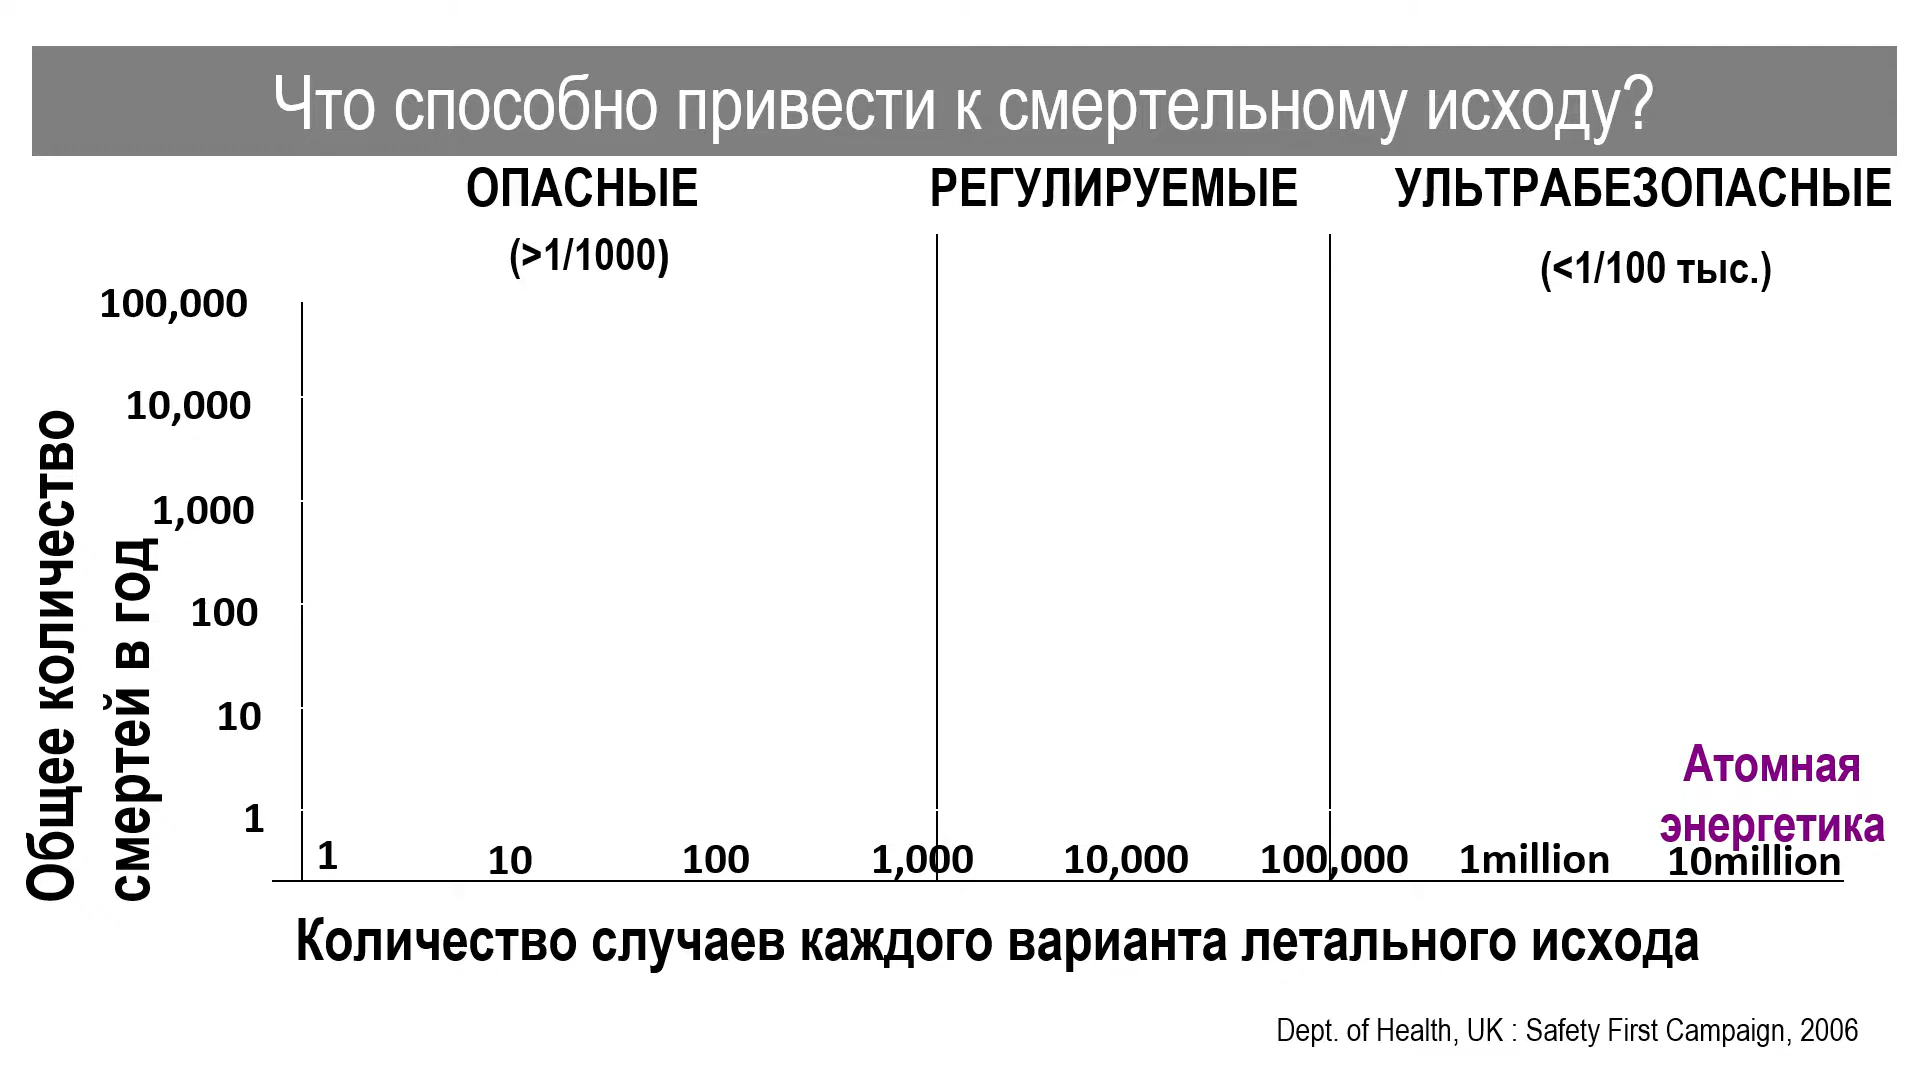 Что способно привести к смертельному исходу?
ОПАСНЫЕ
(>1/1000)
РЕГУЛИРУЕМЫЕ
УЛЬТРАБЕЗОПАСНЫЕ
(<1/100 тыс.)
Общее количество
смертей в год
100,000
10,000
1,000
100
10
1
Атомная
энергетика
1 10 100 1,000 10,000 100,000 1million 10million
Количество случаев каждого варианта летального исхода
Dept. of Health, UK : Safety First Campaign, 2006